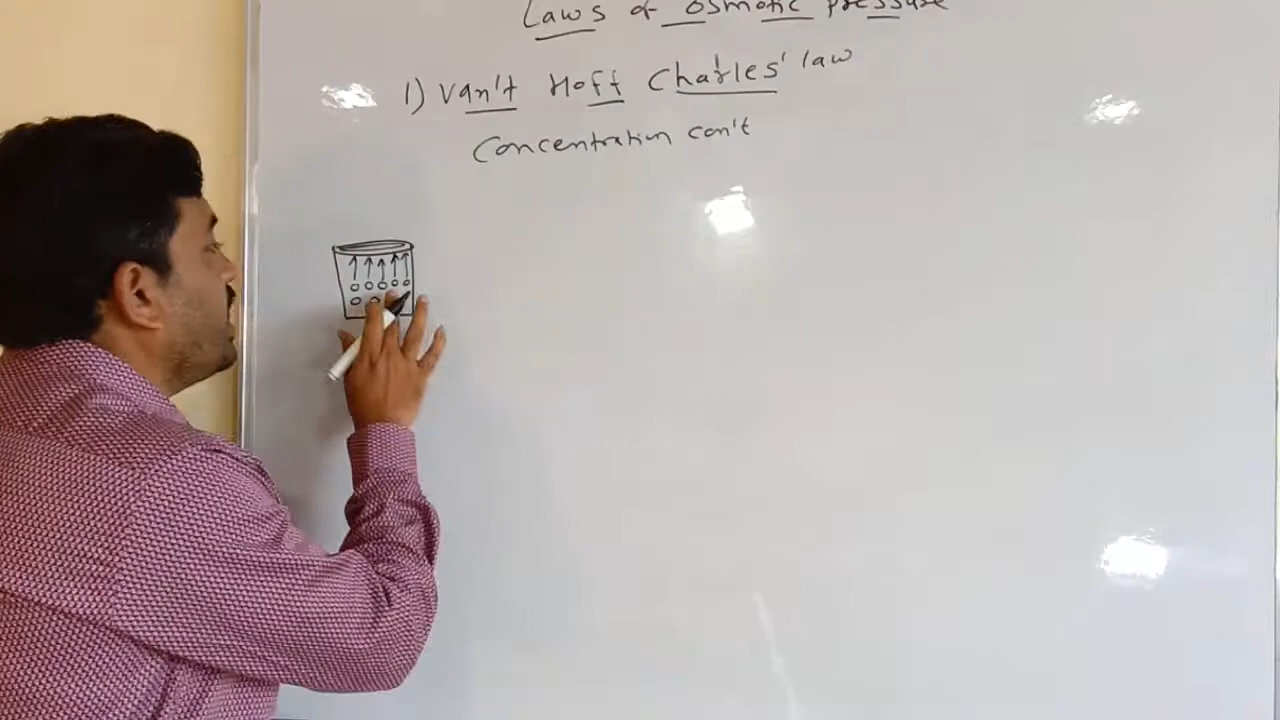 Laws of Osmotic Pressure
1) Van't Hoff Charles' law
Concentration con't